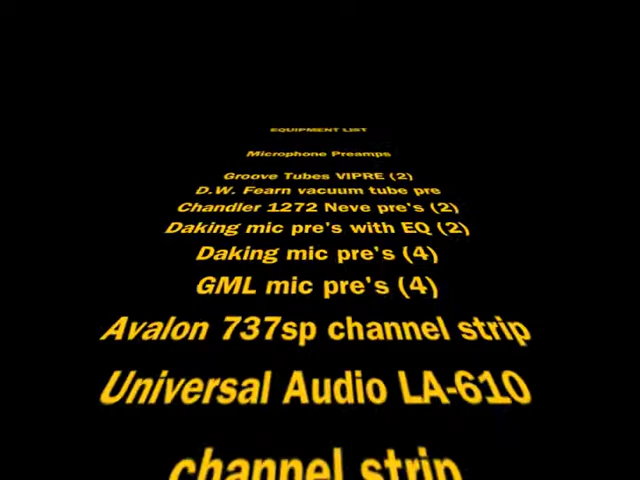 EQUIPMENT LIST
Microphone Preamps
Groove Tubes VIPRE (2)
D.W. Fearn vacuum tube pre
Chandler 1272 Neve pre's (2)
Daking mic pre's with EQ (2)
Daking mic pre's (4)
GML mic pre's (4)
Avalon 737sp channel strip
Universal Audio LA-610
channel strip